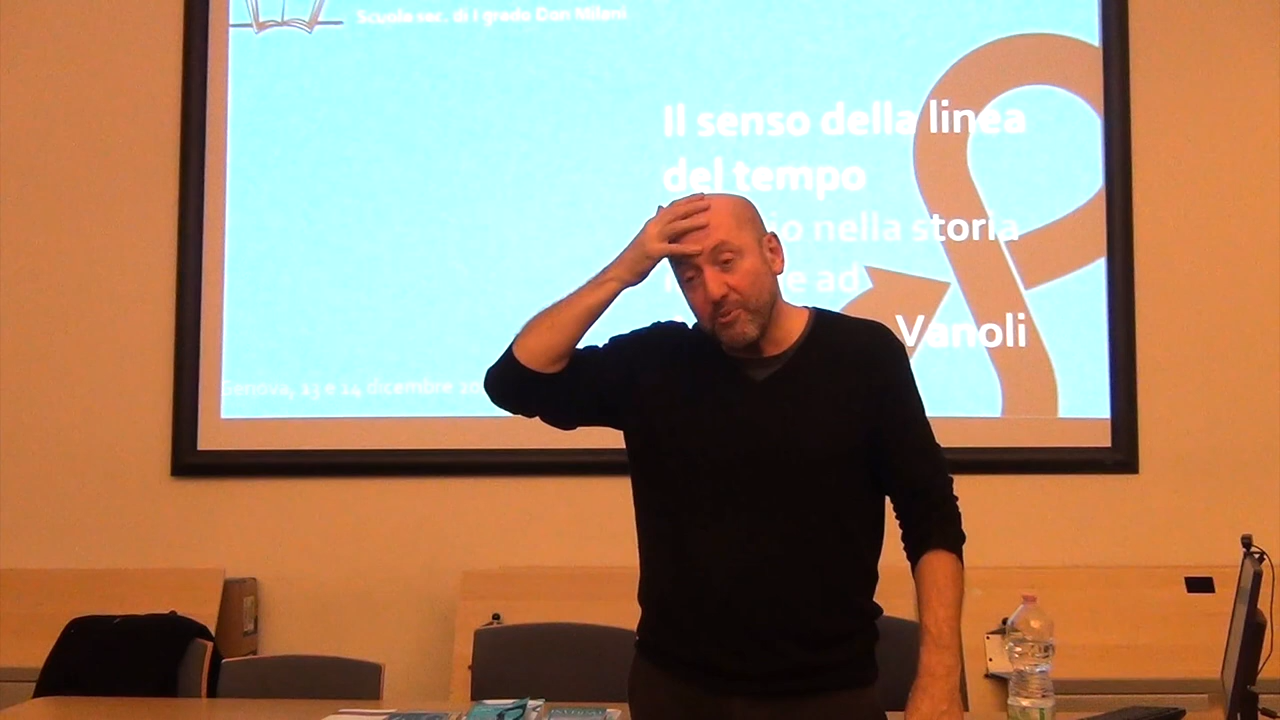 Scuola sec. di I grado Don Milani
Il senso della linea
del tempo
nella storia
e ad
Vanoli
Genova, 13 e 14 dicembre